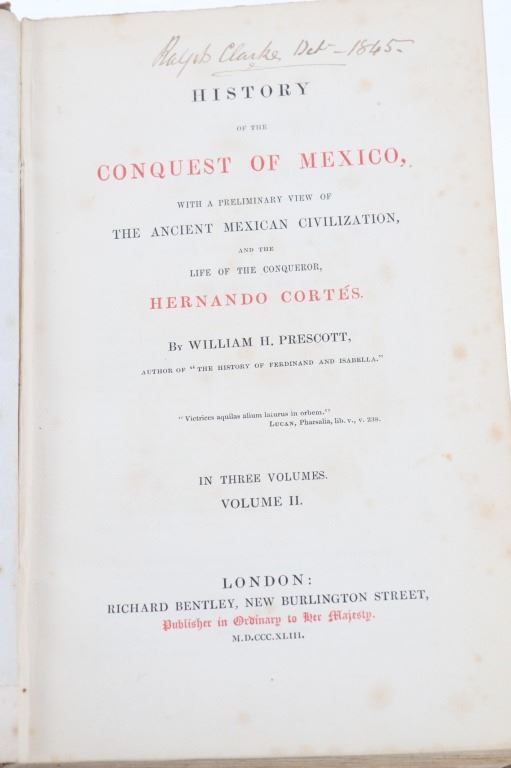 Ralph Clarke Oct - 1845-
HISTORY
OF THE
CONQUEST OF MEXICO,
WITH A PRELIMINARY VIEW OF
THE ANCIENT MEXICAN CIVILIZATION,
AND THE
LIFE OF THE CONQUEROR,
HERNANDO CORTÉS.
By WILLIAM H. PRESCOTT,
AUTHOR OF "THE HISTORY OF FERDINAND AND ISABELLA."
"Victrices aquilas alium laturus in orbem."
LUCAN, Pharsalia, lib. v., v. 238.
IN THREE VOLUMES.
VOLUME II.
LONDON:
RICHARD BENTLEY, NEW BURLINGTON STREET,
Publisher in Ordinary to Her Majesty.
M.D.CCC.XLIII.